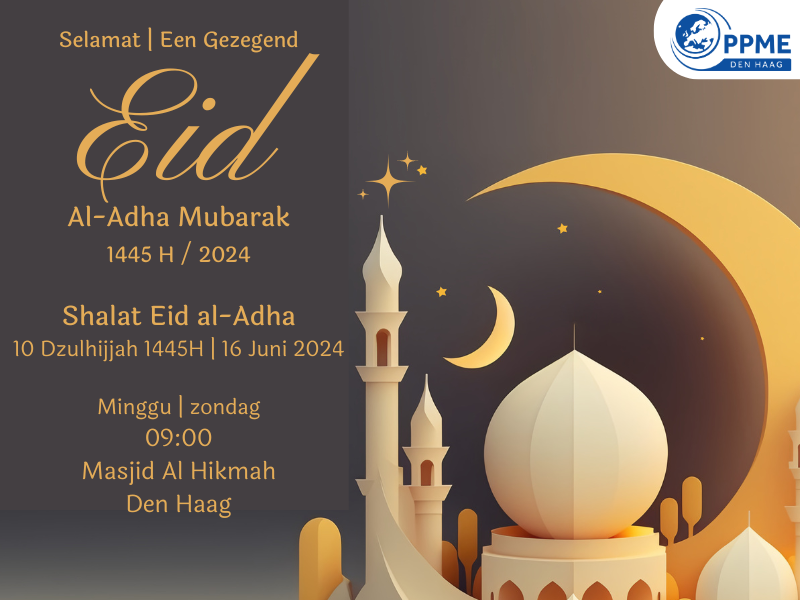 Selamat | Een Gezegend
Eid
Al-Adha Mubarak
1445 H / 2024
Shalat Eid al-Adha
10 Dzulhijjah 1445H | 16 Juni 2024
Minggu | zondag
09:00
Masjid Al Hikmah
Den Haag
PPME
DEN HAAG